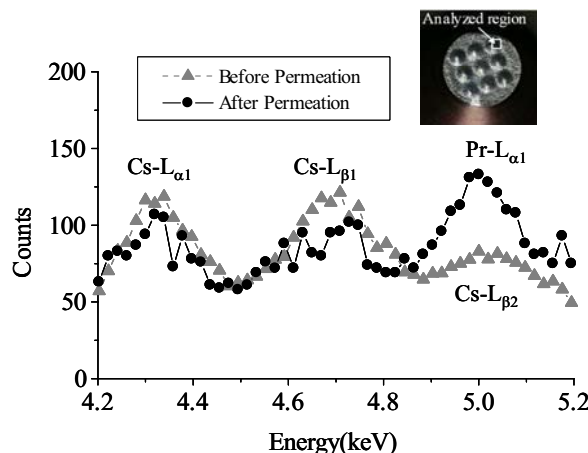 Analyzed region
200
150
100
50
0
Counts
Before Permeation
After Permeation
Cs-Lα1
Cs-Lβ1
Pr-Lα1
Cs-Lβ2
4.2 4.4 4.6 4.8 5.0 5.2
Energy(keV)